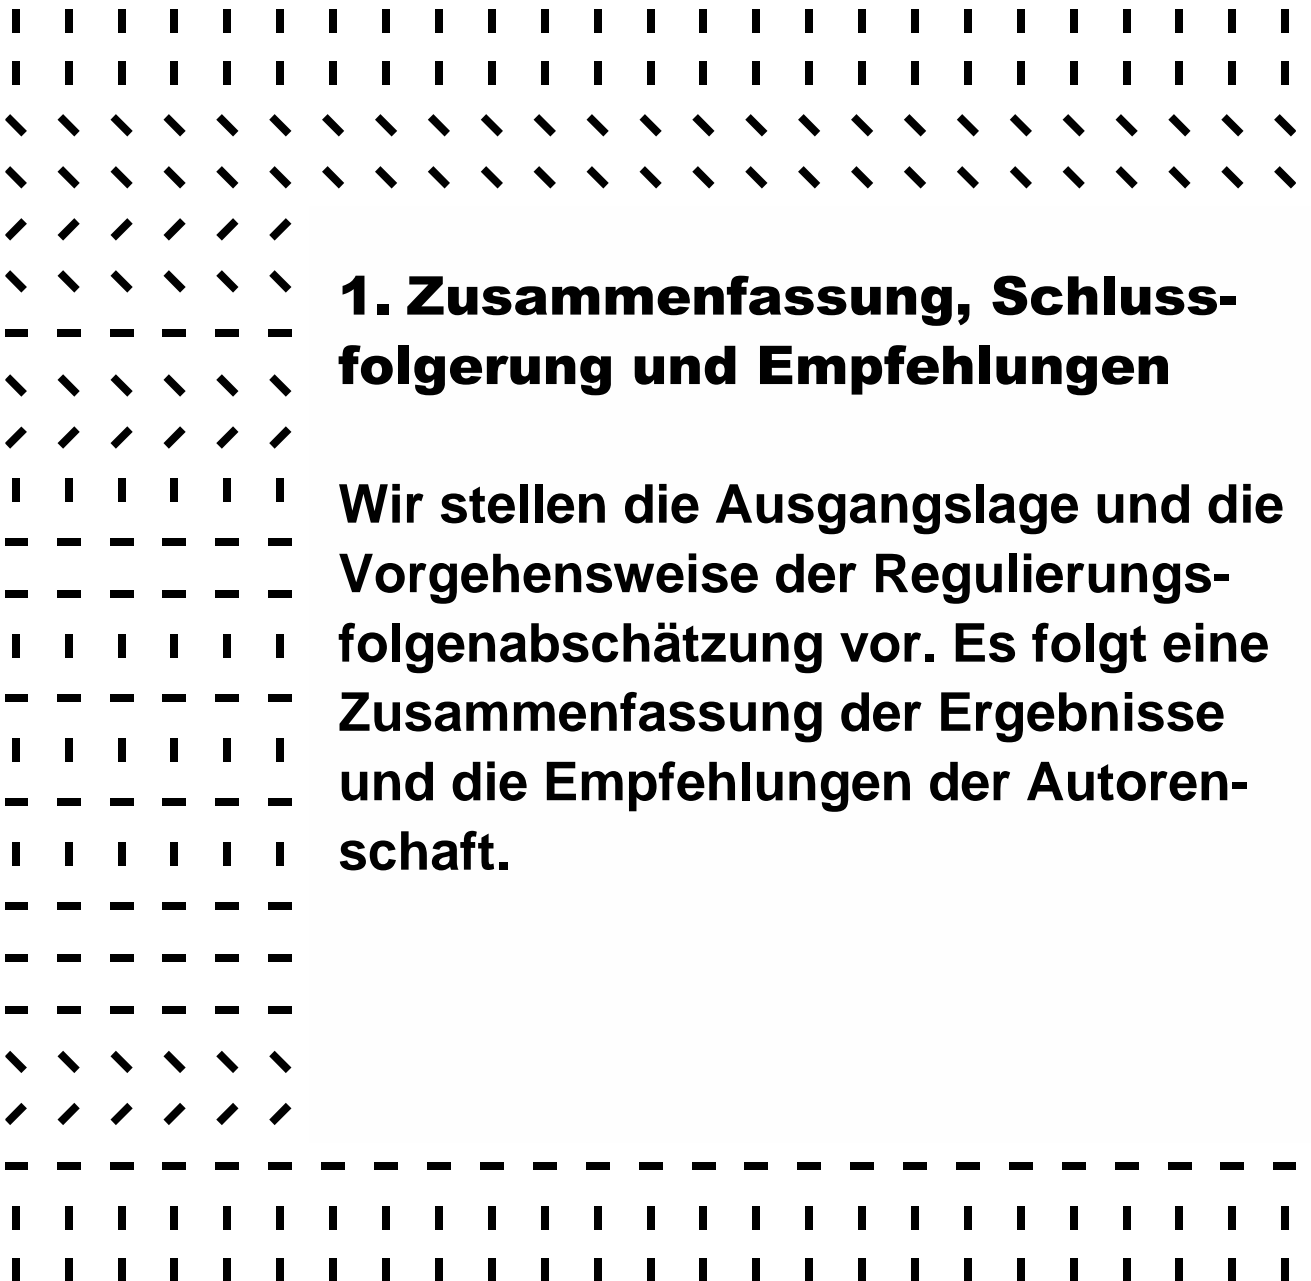 1. Zusammenfassung, Schluss-
folgerung und Empfehlungen
Wir stellen die Ausgangslage und die
Vorgehensweise der Regulierungs-
folgenabschätzung vor. Es folgt eine
Zusammenfassung der Ergebnisse
und die Empfehlungen der Autoren-
schaft.